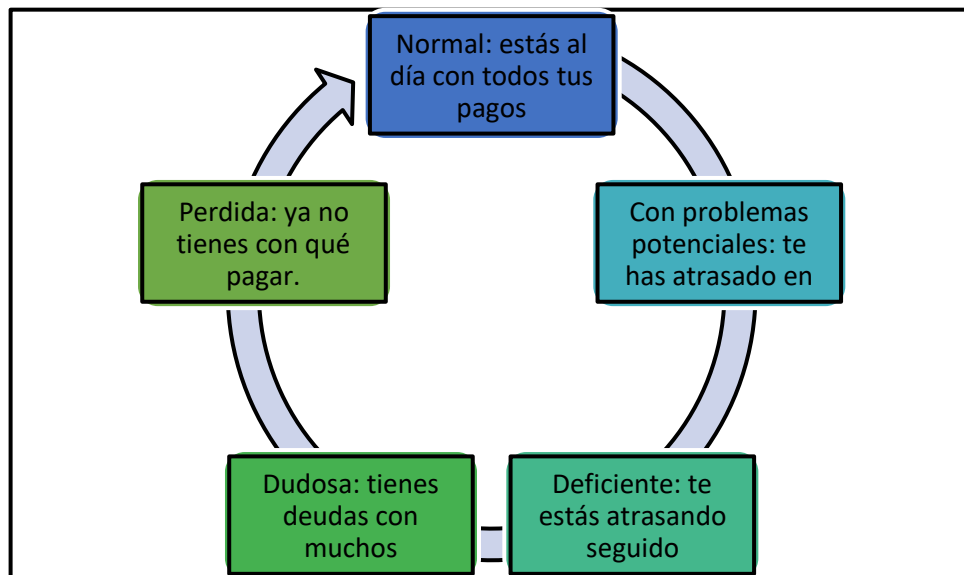 Normal: estás al
día con todos tus
pagos
Con problemas
potenciales: te
has atrasado en
Deficiente: te
estás atrasando
seguido
Dudosa: tienes
deudas con
muchos
Perdida: ya no
tienes con qué
pagar.